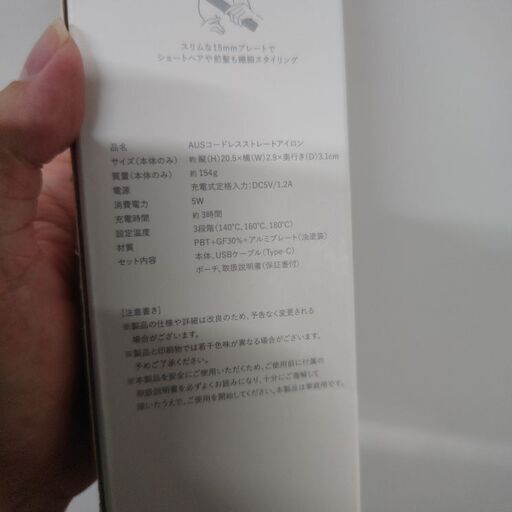 スリムな15mmプレートで
ショートヘアや前髪も繊細スタイリング
品名 AUSコードレスストレートアイロン
サイズ(本体のみ) 約 縦(H)20.5×横(W)2.9×奥行き(D)3.1cm
質量(本体のみ) 約 154g
電源 充電式定格入力:DC5V/1.2A
消費電力 5W
充電時間 約 3時間
設定温度 3段階(140℃,160℃,180℃)
材質 PBT+GF30%+アルミプレート(洗塗装)
セット内容 本体、USBケーブル(Type-C)
ポーチ、取扱説明書(保証書付)
[注意書き]
※製品の仕様や詳細は改良のため、予告なく変更される
場合がございます。
※製品と印刷物では若干色味が異なる場合がございます。
予めご了承ください。
※本製品を安全にご使用いただくため、ご使用前に付属の
取扱説明書を必ずよくお読みになり、十分にご理解して
頂いたうえで、ご使用を開始してください。本製品は家庭用です。